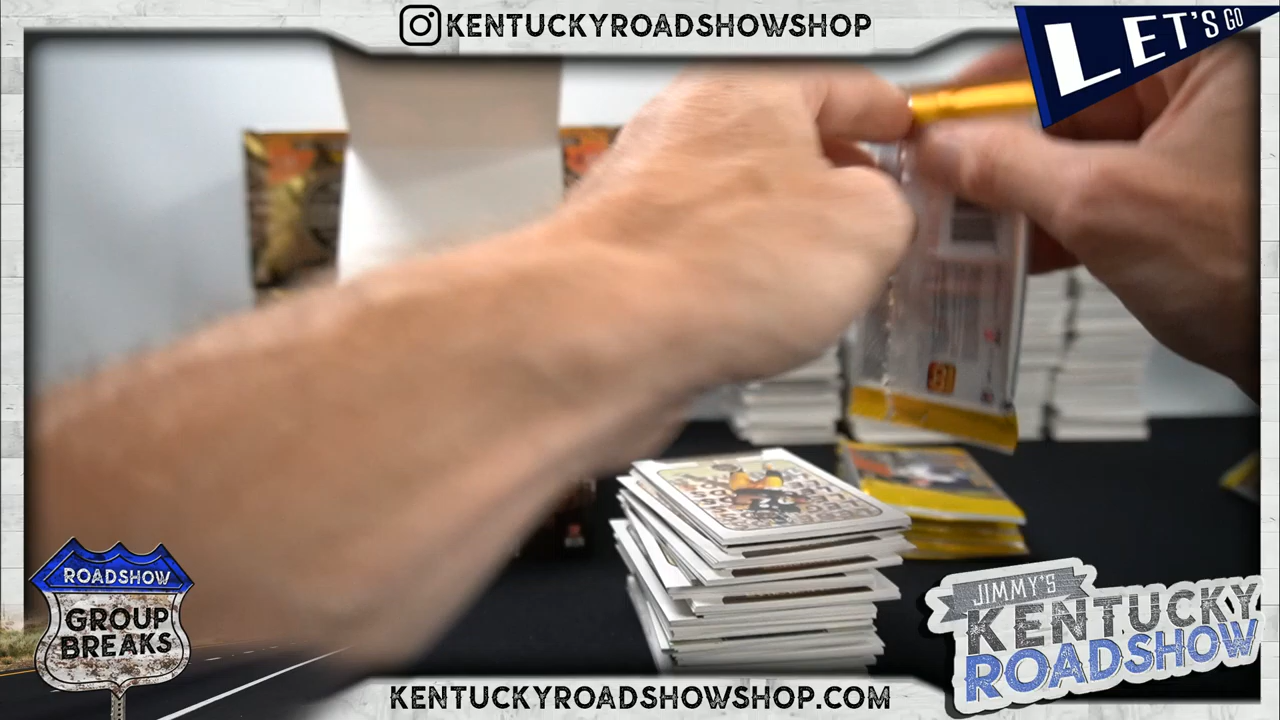 KENTUCKYROADSHOWSHOP
LET'S GO
ROADSHOW
GROUP
BREAKS
JIMMY'S
KENTUCKY
ROADSHOW
KENTUCKYROADSHOWSHOP.COM